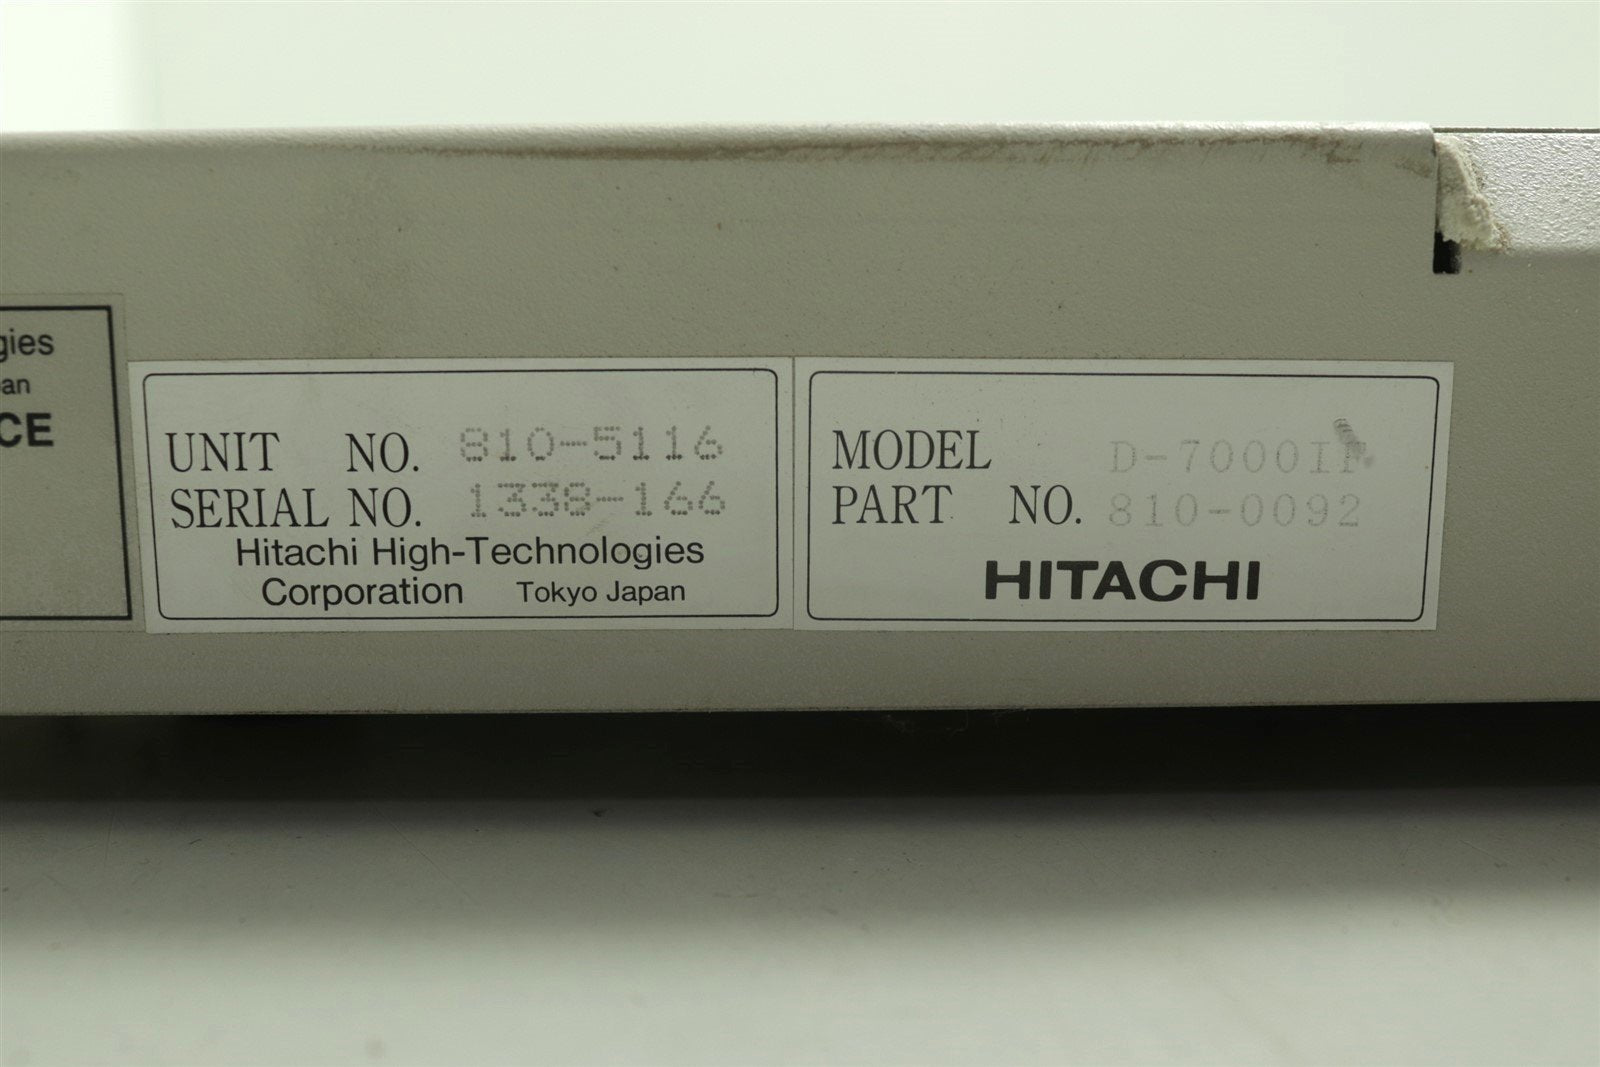 gies
an
CE
UNIT NO. 810-5116
SERIAL NO. 1338-166
Hitachi High-Technologies
Corporation Tokyo Japan
MODEL D-7000IF
PART NO. 810-0092
HITACHI